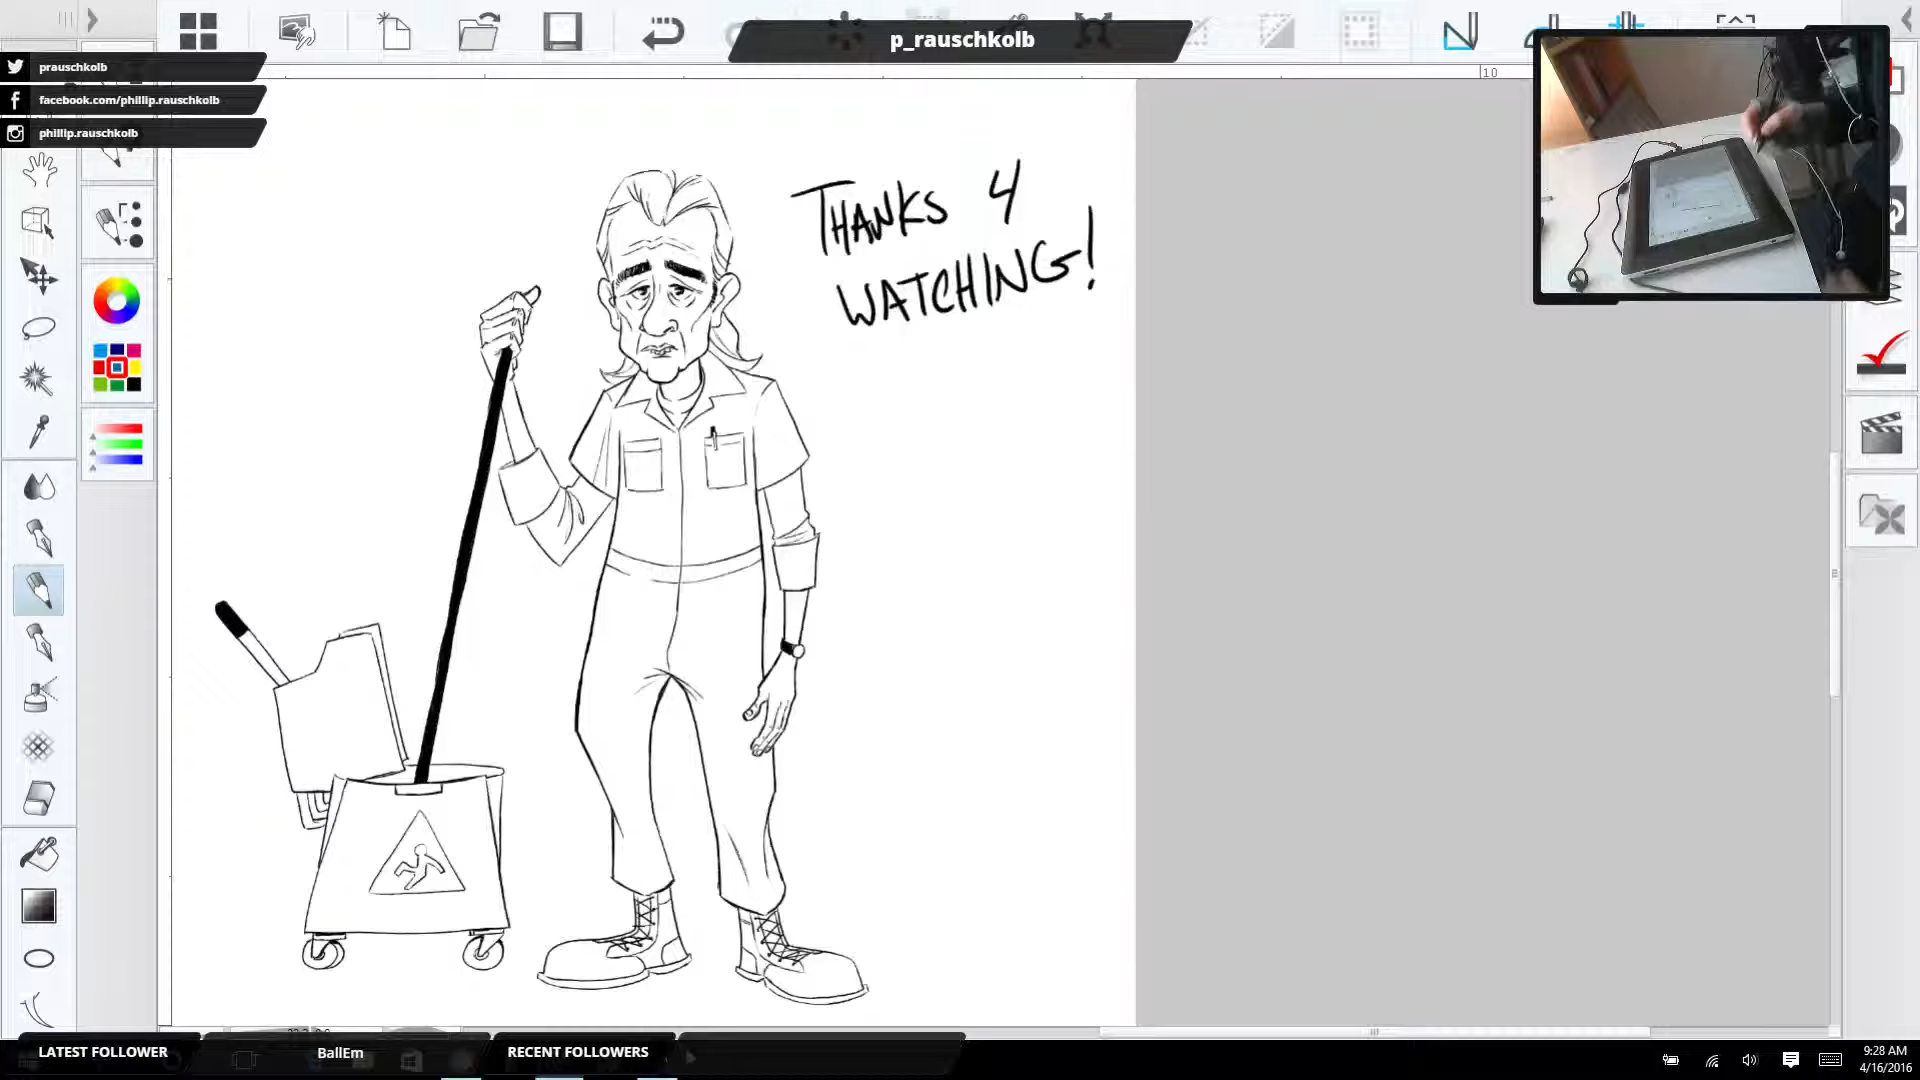 p_rauschkolb
prauschkolb
facebook.com/phillip.rauschkolb
phillip.rauschkolb
10
THANKS 4
WATCHING!
LATEST FOLLOWER
BallEm
RECENT FOLLOWERS
9:28 AM
4/16/2016